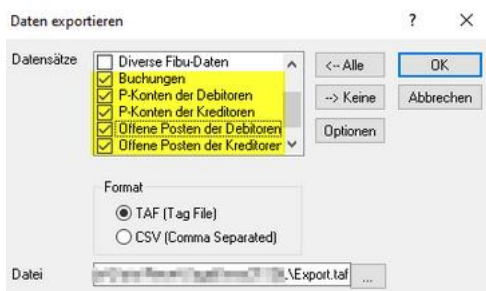 Daten exportieren
? ×
Datensätze
Diverse Fibu-Daten
Buchungen
P-Konten der Debitoren
P-Konten der Kreditoren
Offene Posten der Debitoren
Offene Posten der Kreditorer
<-- Alle
--> Keine
Optionen
OK
Abbrechen
Format
TAF (Tag File)
CSV (Comma Separated)
Datei
.\Export.taf
...